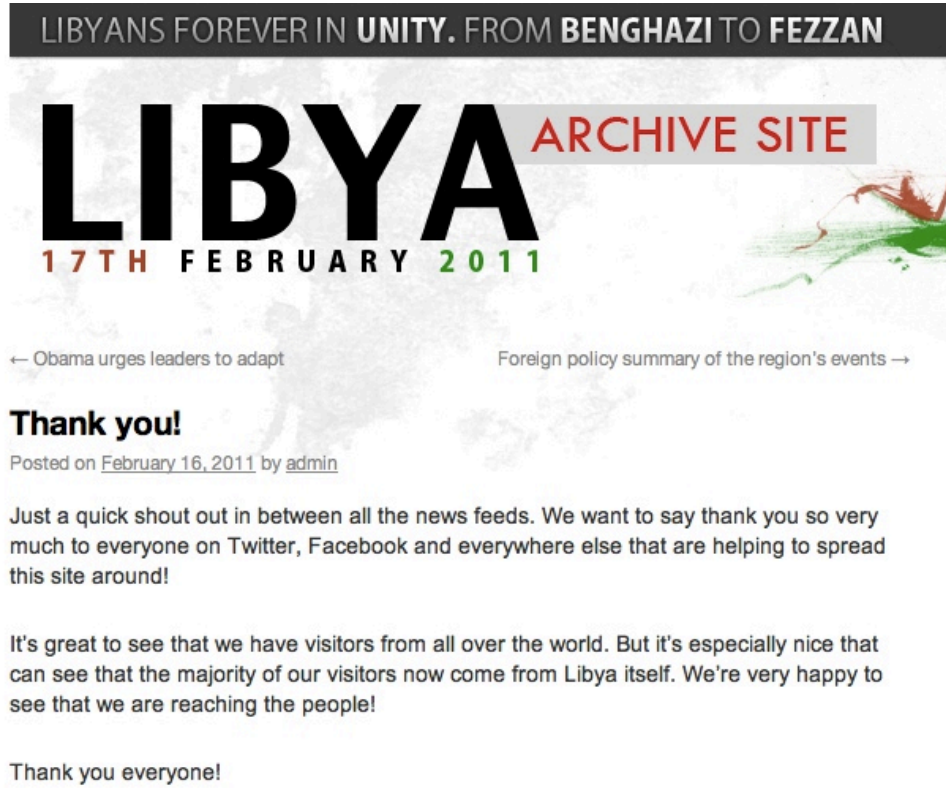 LIBYANS FOREVER IN UNITY. FROM BENGHAZI TO FEZZAN
LIBYA
ARCHIVE SITE
17TH FEBRUARY 2011
← Obama urges leaders to adapt
Foreign policy summary of the region's events →
Thank you!
Posted on February 16, 2011 by admin
Just a quick shout out in between all the news feeds. We want to say thank you so very
much to everyone on Twitter, Facebook and everywhere else that are helping to spread
this site around!
It's great to see that we have visitors from all over the world. But it's especially nice that
can see that the majority of our visitors now come from Libya itself. We're very happy to
see that we are reaching the people!
Thank you everyone!